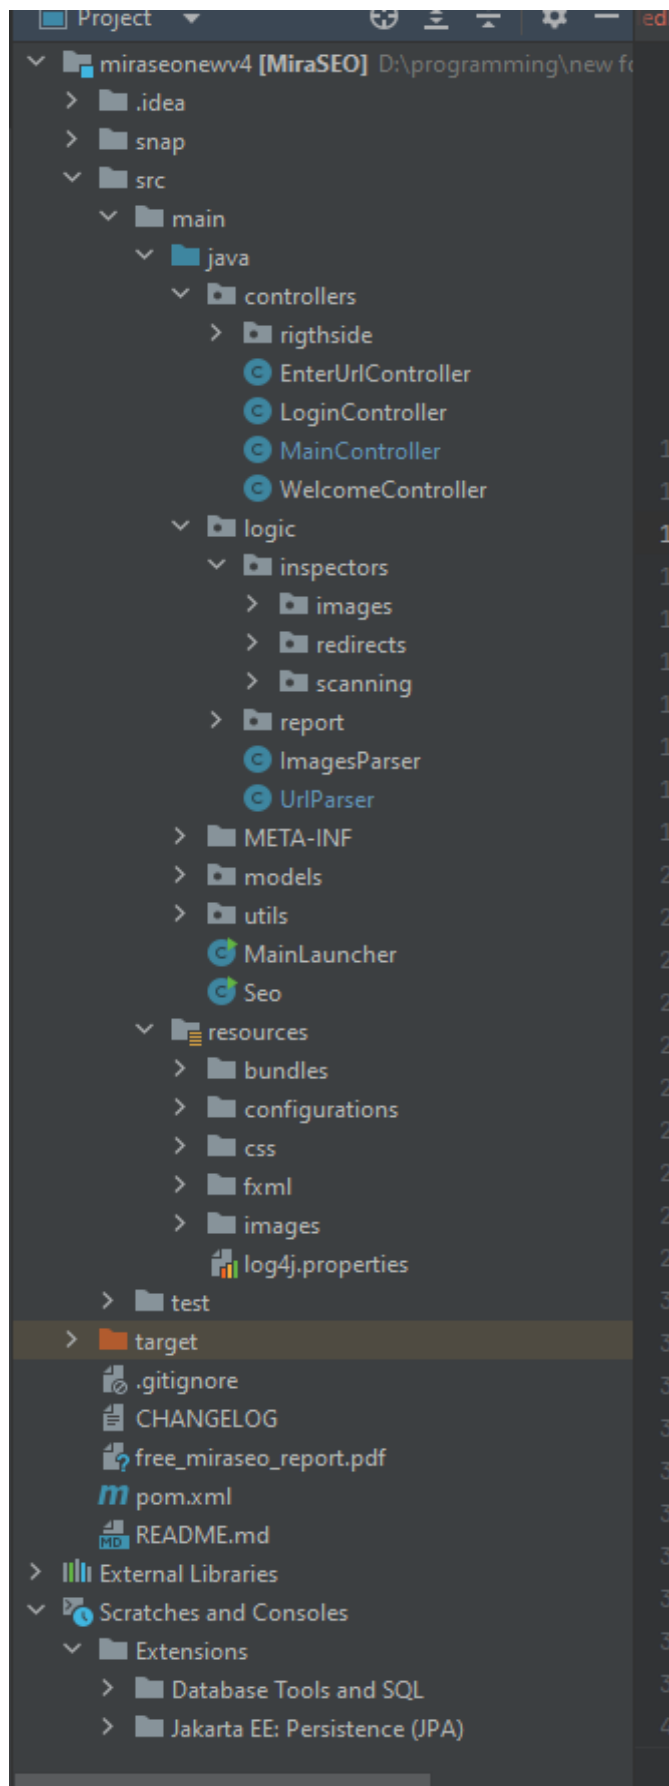 Project
ed
miraseonewv4 [MiraSEO] D:\programming\new fo
.idea
snap
src
main
java
controllers
rigthside
EnterUrlController
LoginController
MainController
WelcomeController
logic
inspectors
images
redirects
scanning
report
ImagesParser
UrlParser
META-INF
models
utils
MainLauncher
Seo
resources
bundles
configurations
css
fxml
images
log4j.properties
test
target
.gitignore
CHANGELOG
free_miraseo_report.pdf
pom.xml
README.md
External Libraries
Scratches and Consoles
Extensions
Database Tools and SQL
Jakarta EE: Persistence (JPA)